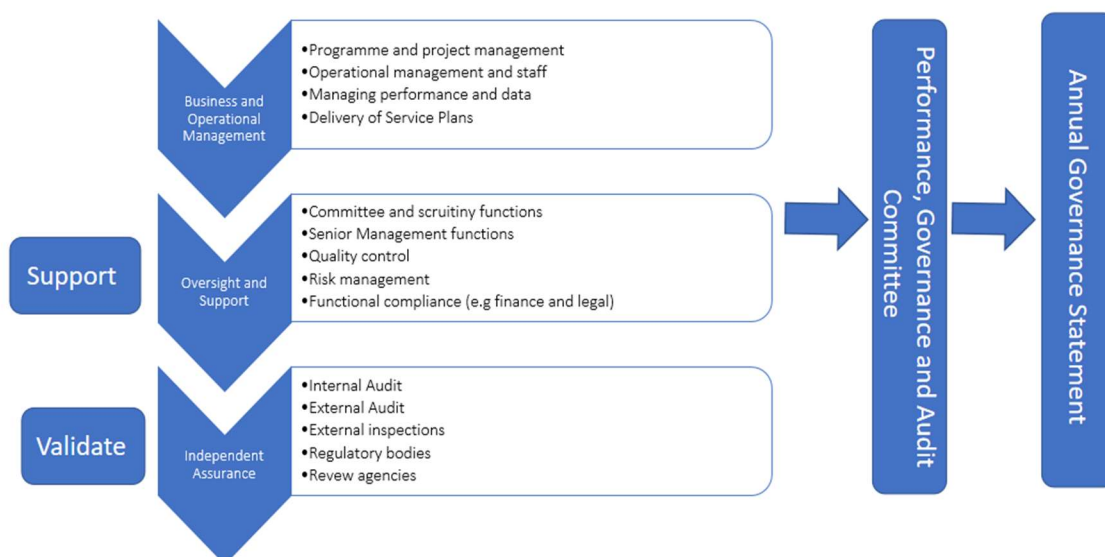 Business and
Operational
Management
•Programme and project management
•Operational management and staff
•Managing performance and data
•Delivery of Service Plans
Support
Oversight and
Support
•Committee and scruitiny functions
•Senior Management functions
•Quality control
•Risk management
•Functional compliance (e.g finance and legal)
Validate
Independent
Assurance
•Internal Audit
•External Audit
•External inspections
•Regulatory bodies
•Revew agencies
Performance, Governance and Audit
Committee
Annual Governance Statement